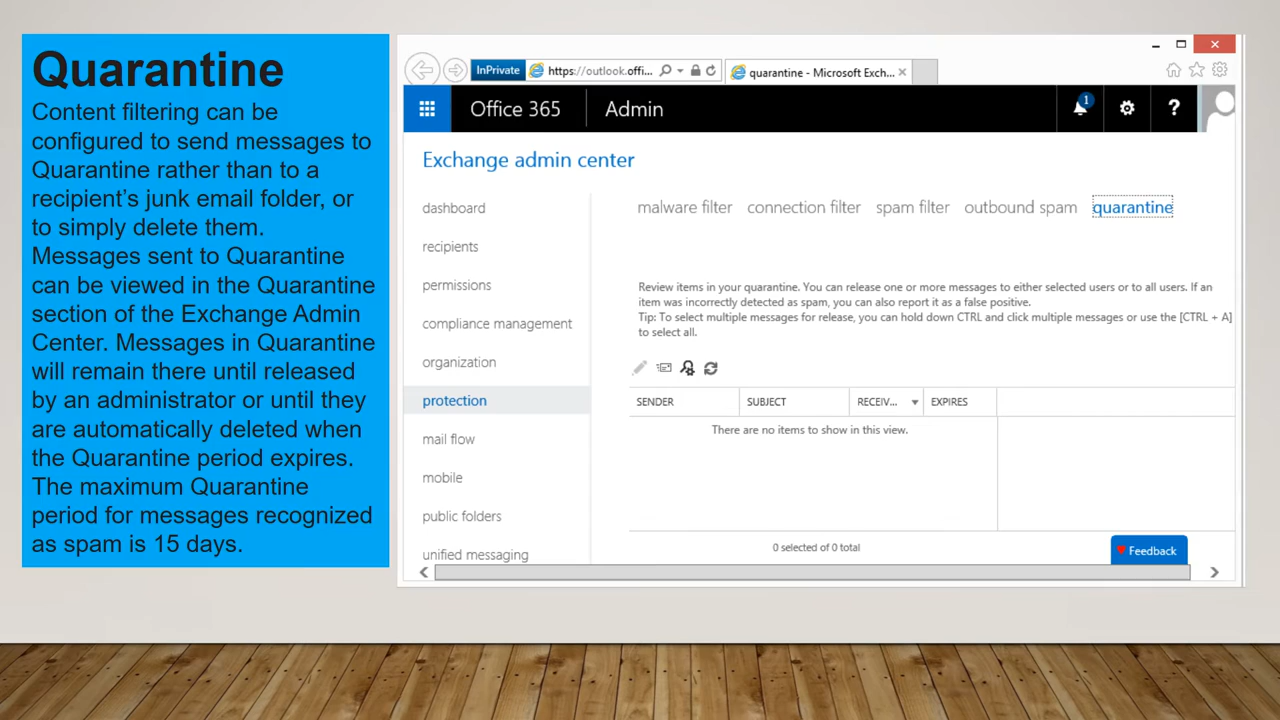 Quarantine
Content filtering can be
configured to send messages to
Quarantine rather than to a
recipient’s junk email folder, or
to simply delete them.
Messages sent to Quarantine
can be viewed in the Quarantine
section of the Exchange Admin
Center. Messages in Quarantine
will remain there until released
by an administrator or until they
are automatically deleted when
the Quarantine period expires.
The maximum Quarantine
period for messages recognized
as spam is 15 days.
InPrivate https://outlook.offi... quarantine - Microsoft Exch...
Office 365 Admin 1 ?
Exchange admin center
dashboard
recipients
permissions
compliance management
organization
protection
mail flow
mobile
public folders
unified messaging
malware filter connection filter spam filter outbound spam quarantine
Review items in your quarantine. You can release one or more messages to either selected users or to all users. If an
item was incorrectly detected as spam, you can also report it as a false positive.
Tip: To select multiple messages for release, you can hold down CTRL and click multiple messages or use the [CTRL + A]
to select all.
SENDER SUBJECT RECEIV... EXPIRES
There are no items to show in this view.
0 selected of 0 total
Feedback